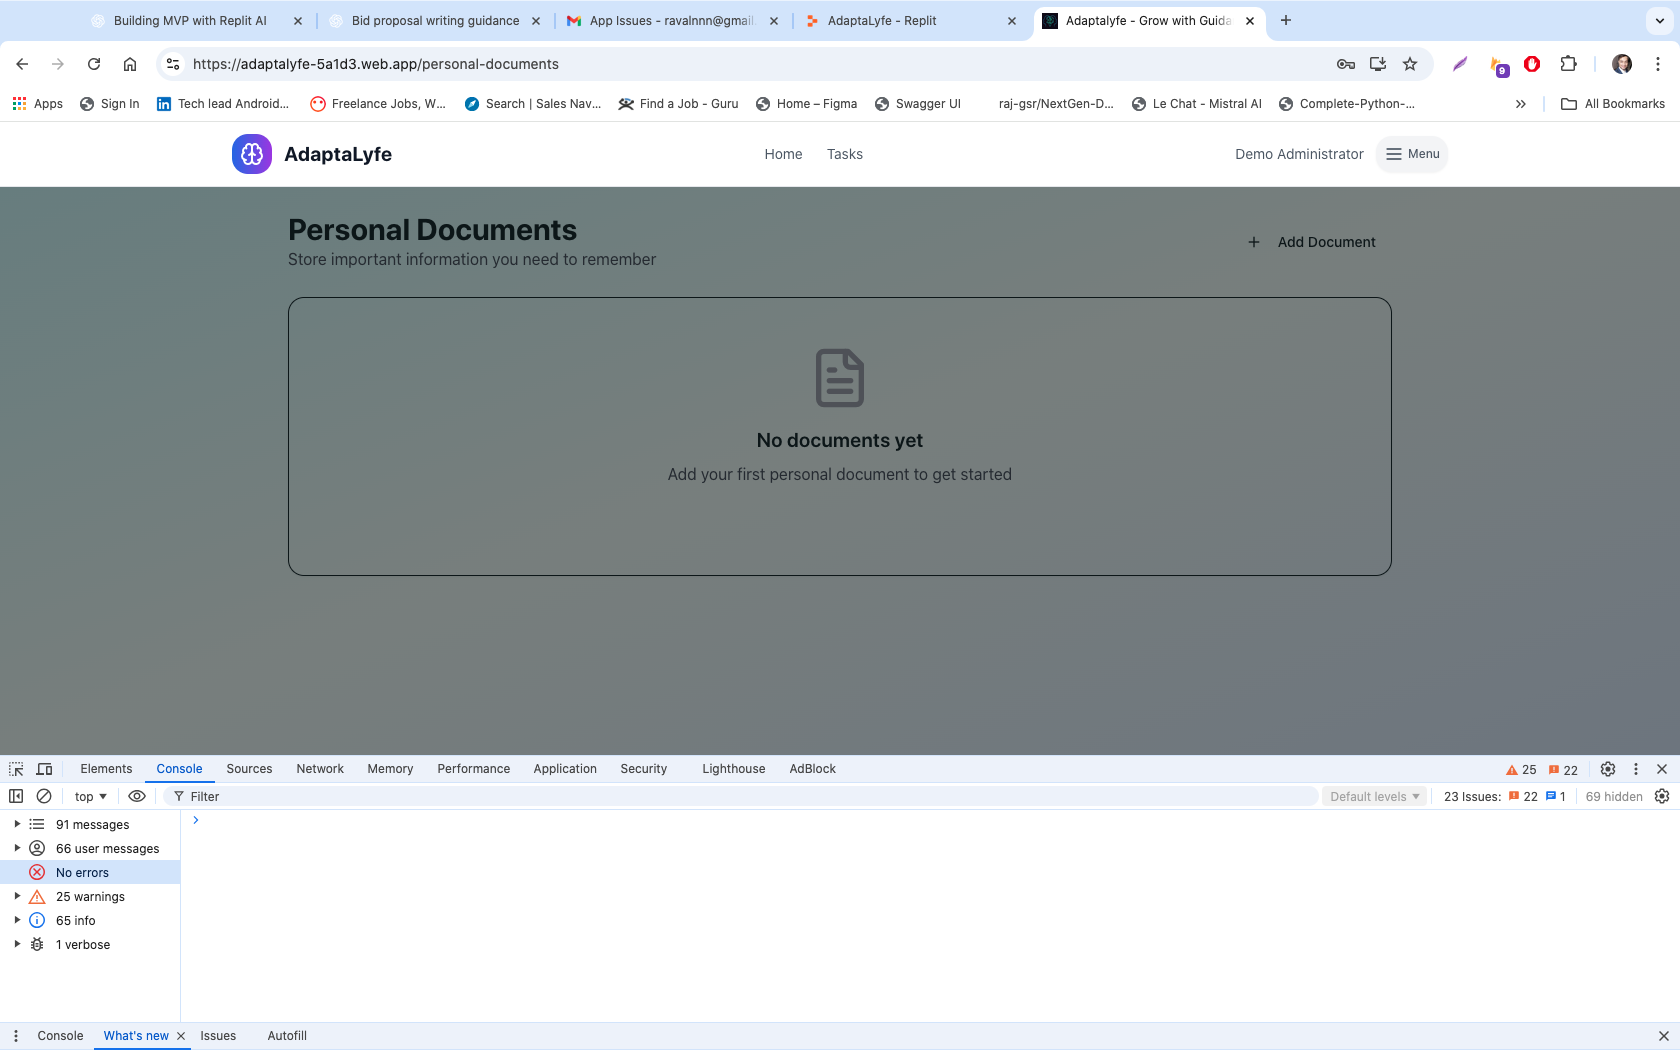 Building MVP with Replit AI
Bid proposal writing guidance
App Issues - ravalnnn@gmail
AdaptaLyfe - Replit
Adaptalyfe - Grow with Guida
https://adaptalyfe-5a1d3.web.app/personal-documents
9
Apps
Sign In
Tech lead Android...
Freelance Jobs, W...
Search | Sales Nav...
Find a Job - Guru
Home – Figma
Swagger UI
raj-gsr/NextGen-D...
Le Chat - Mistral AI
Complete-Python-...
All Bookmarks
AdaptaLyfe
Home
Tasks
Demo Administrator
Menu
Personal Documents
Store important information you need to remember
+ Add Document
No documents yet
Add your first personal document to get started
Elements
Console
Sources
Network
Memory
Performance
Application
Security
Lighthouse
AdBlock
25
22
top
Filter
Default levels
23 Issues: 22 1
69 hidden
91 messages
66 user messages
No errors
25 warnings
65 info
1 verbose
Console
What's new
Issues
Autofill